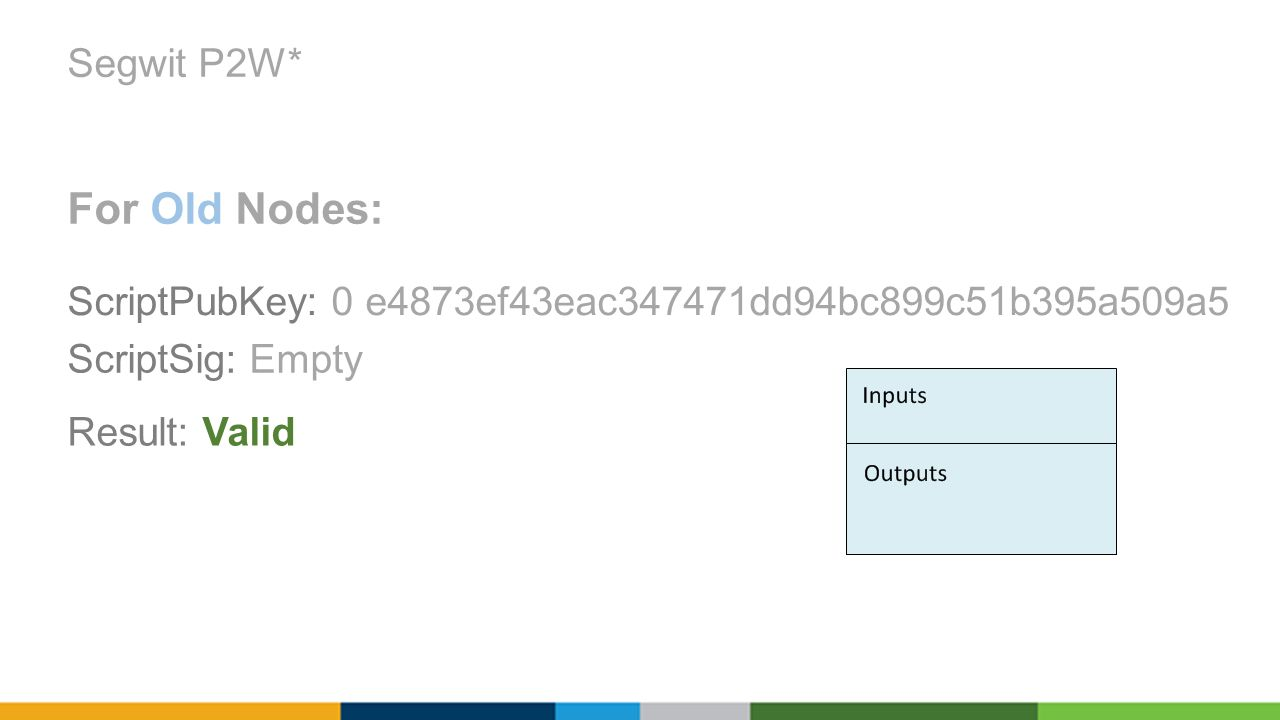 Segwit P2W*
For Old Nodes:
ScriptPubKey: 0 e4873ef43eac347471dd94bc899c51b395a509a5
ScriptSig: Empty
Result: Valid
Inputs
Outputs